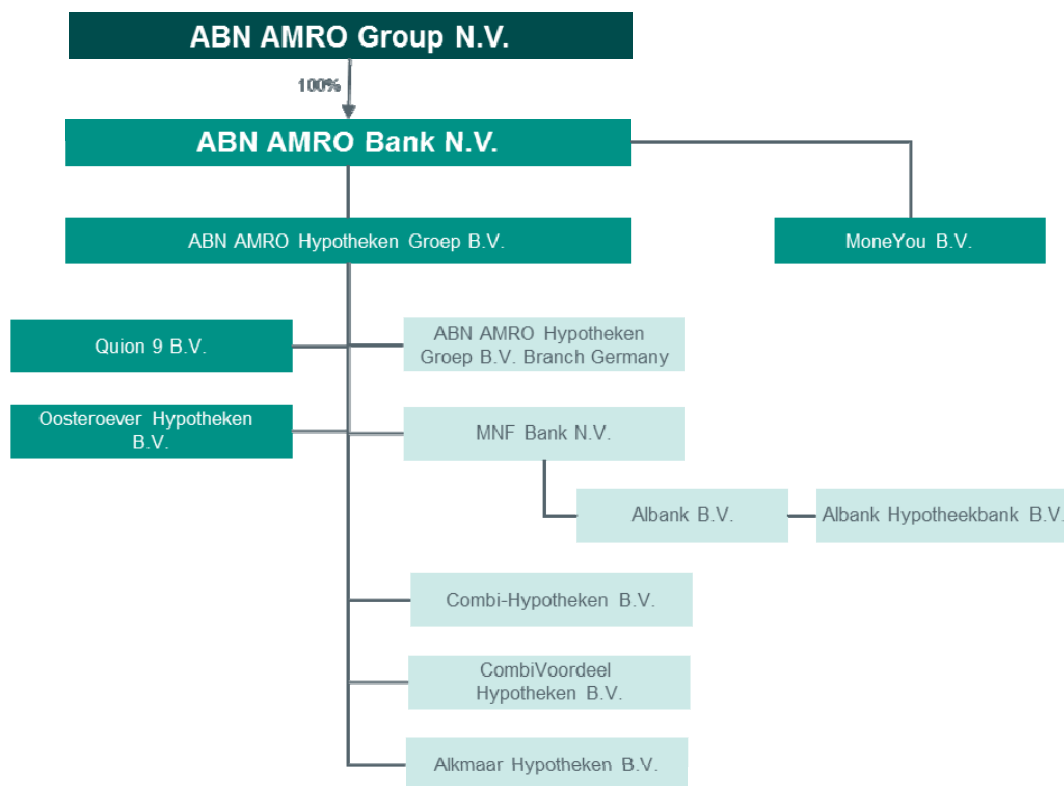 ABN AMRO Group N.V.
100%
ABN AMRO Bank N.V.
ABN AMRO Hypotheken Groep B.V.
MoneYou B.V.
Quion 9 B.V.
ABN AMRO Hypotheken
Groep B.V. Branch Germany
Oosteroever Hypotheken
B.V.
MNF Bank N.V.
Albank B.V.
Albank Hypotheekbank B.V.
Combi-Hypotheken B.V.
CombiVoordeel
Hypotheken B.V.
Alkmaar Hypotheken B.V.